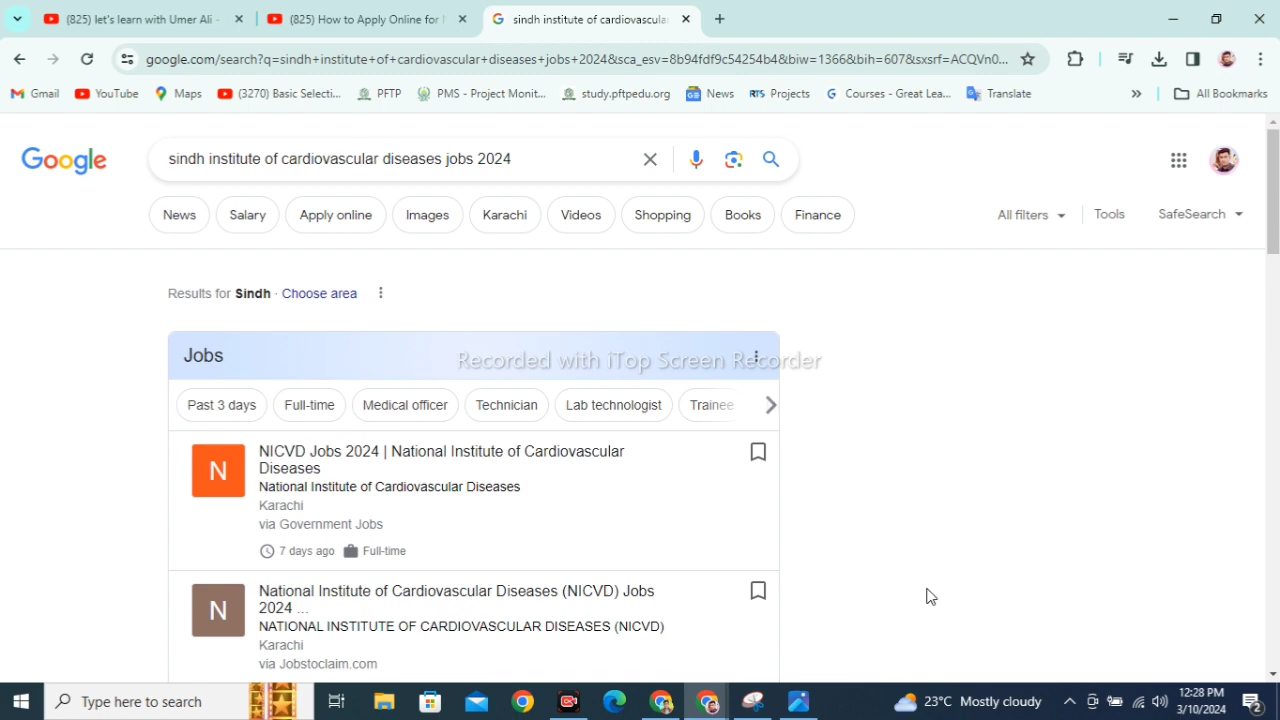 (825) let's learn with Umer Ali -
(825) How to Apply Online for
sindh institute of cardiovascula
google.com/search?q=sindh+institute+of+cardiovascular+diseases+jobs+2024&sca_esv=8b94fdf9c54254b4&biw=1366&bih=607&sxsrf=ACQVn0...
Gmail YouTube Maps (3270) Basic Selecti... PFTP PMS - Project Monit... study.pftpedu.org News RTS Projects Courses - Great Lea... Translate » All Bookmarks
Google
sindh institute of cardiovascular diseases jobs 2024
News Salary Apply online Images Karachi Videos Shopping Books Finance All filters Tools SafeSearch
Results for Sindh · Choose area
Jobs
Recorded with iTop Screen Recorder
Past 3 days Full-time Medical officer Technician Lab technologist Trainee
N
NICVD Jobs 2024 | National Institute of Cardiovascular
Diseases
National Institute of Cardiovascular Diseases
Karachi
via Government Jobs
7 days ago Full-time
N
National Institute of Cardiovascular Diseases (NICVD) Jobs
2024 ...
NATIONAL INSTITUTE OF CARDIOVASCULAR DISEASES (NICVD)
Karachi
via Jobstoclaim.com
Type here to search
23°C Mostly cloudy
12:28 PM
3/10/2024
2